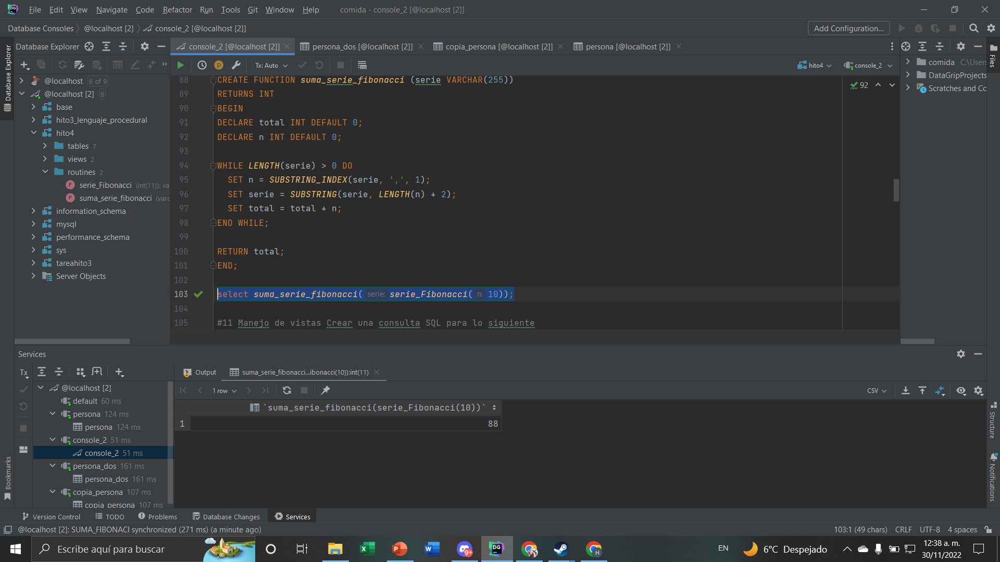 File Edit View Navigate Code Refactor Run Tools Git Window Help comida - console_2 [@localhost [2]]
Database Consoles @localhost [2] console_2 [@localhost [2]] Add Configuration...
Database Explorer console_2 [@localhost [2]] persona_dos [@localhost [2]] copia_persona [@localhost [2]] persona [@localhost [2]]
Tx: Auto hito4 console_2
Database Explorer
Files
@localhost 6 of 9
@localhost [2] 8
base
hito3_lenguaje_procedural
hito4
tables 7
views 2
routines 2
serie_Fibonacci (int(11)): va
suma_serie_fibonacci (varc
information_schema
mysql
performance_schema
sys
tareahito3
Server Objects
88 CREATE FUNCTION suma_serie_fibonacci (serie VARCHAR(255))
89 RETURNS INT
90 BEGIN
91 DECLARE total INT DEFAULT 0;
92 DECLARE n INT DEFAULT 0;
93
94 WHILE LENGTH(serie) > 0 DO
95 SET n = SUBSTRING_INDEX(serie, ',', 1);
96 SET serie = SUBSTRING(serie, LENGTH(n) + 2);
97 SET total = total + n;
98 END WHILE;
99
100 RETURN total;
101 END;
102
103 select suma_serie_fibonacci( serie: serie_Fibonacci( n: 10));
104
105 #11 Manejo de vistas Crear una consulta SQL para lo siguiente
92
comida C:\Users
DataGripProjects
Scratches and Co
Services
Tx
Output suma_serie_fibonacci...ibonacci(10)):int(11)
1 row CSV
@localhost [2]
default 60 ms
persona 124 ms
persona 124 ms
console_2 51 ms
console_2 51 ms
persona_dos 161 ms
persona_dos 161 ms
copia_persona 107 ms
copia_persona 107 ms
`suma_serie_fibonacci(serie_Fibonacci(10))`
1 88
Bookmarks
Structure
Notifications
Version Control TODO Problems Database Changes Services
@localhost [2]: SUMA_FIBONACI synchronized (271 ms) (a minute ago) 103:1 (49 chars) CRLF UTF-8 4 spaces
Escribe aquí para buscar EN 6°C Despejado 12:38 a. m.
30/11/2022